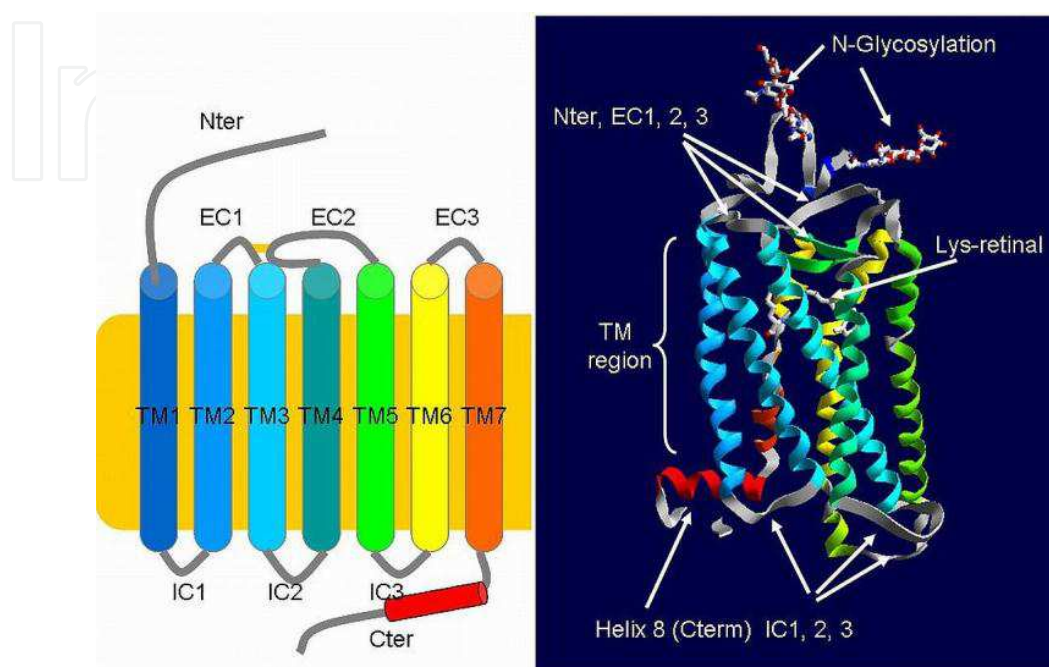 In
Nter
EC1
EC2
EC3
TM1
TM2
TM3
TM4
TM5
TM6
TM7
IC1
IC2
IC3
Cter
N-Glycosylation
Nter, EC1, 2, 3
Lys-retinal
TM
region
Helix 8 (Cterm) IC1, 2, 3